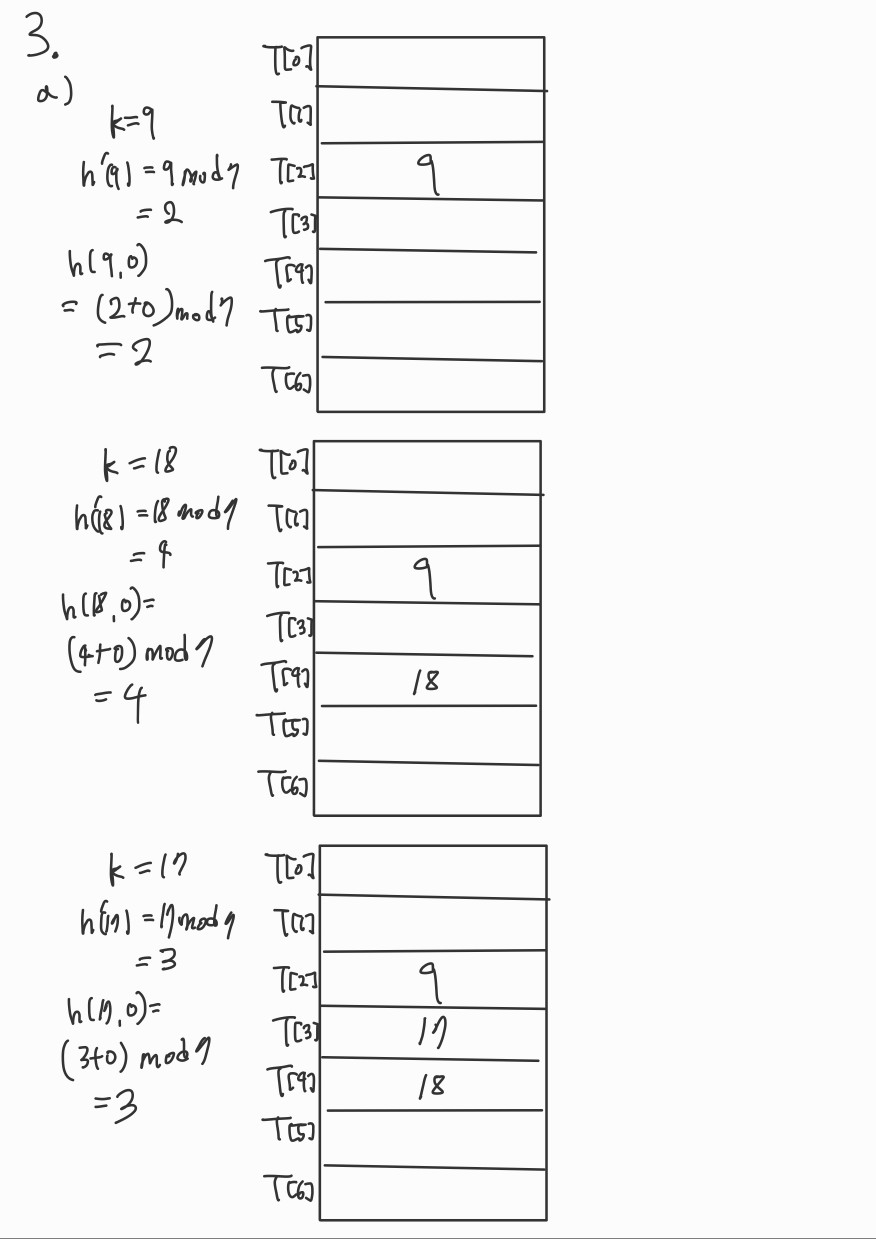 3.
a)
k=9
h'(9) = 9 mod 7
= 2
h(9,0)
= (2+0) mod 7
= 2
T[0]
T[1]
T[2] 9
T[3]
T[4]
T[5]
T[6]
k = 18
h'(18) = 18 mod 7
= 4
h(18,0)=
(4+0) mod 7
= 4
T[0]
T[1]
T[2] 9
T[3]
T[4] 18
T[5]
T[6]
k = 17
h'(17) = 17 mod 7
= 3
h(17,0)=
(3+0) mod 7
=3
T[0]
T[1]
T[2] 9
T[3] 17
T[4] 18
T[5]
T[6]